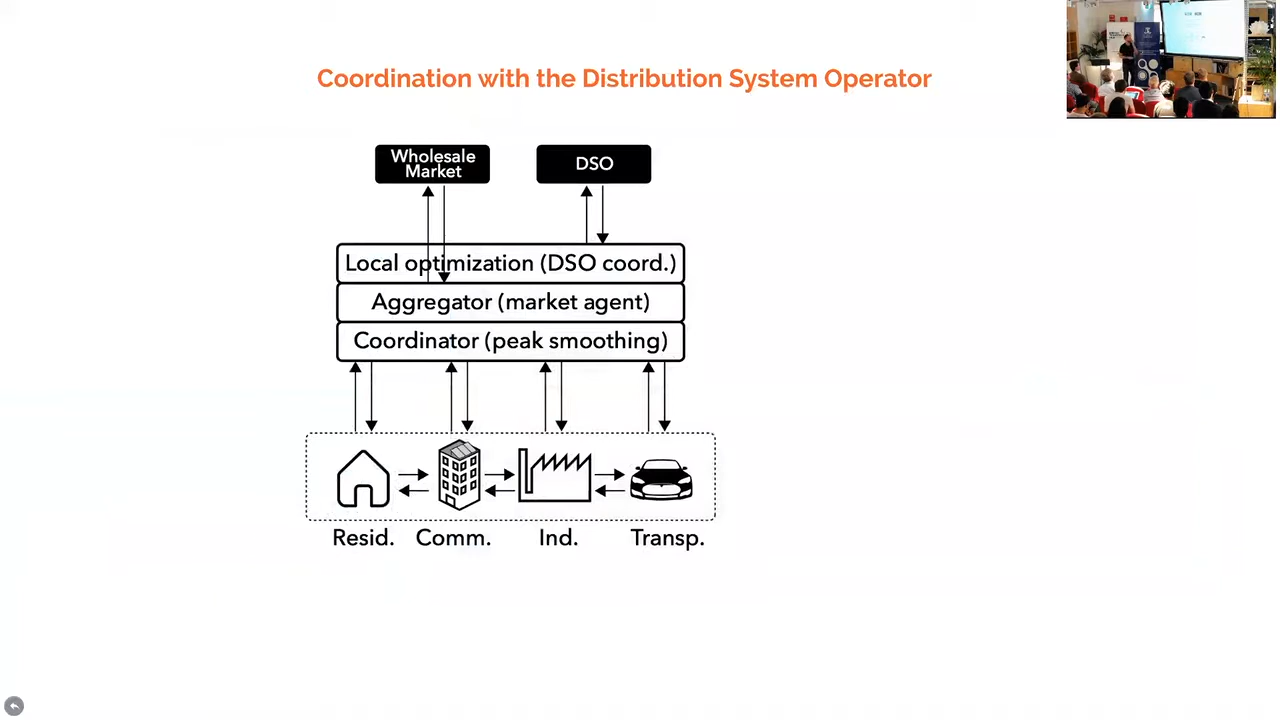 Coordination with the Distribution System Operator
Wholesale
Market
DSO
Local optimization (DSO coord.)
Aggregator (market agent)
Coordinator (peak smoothing)
Resid.
Comm.
Ind.
Transp.